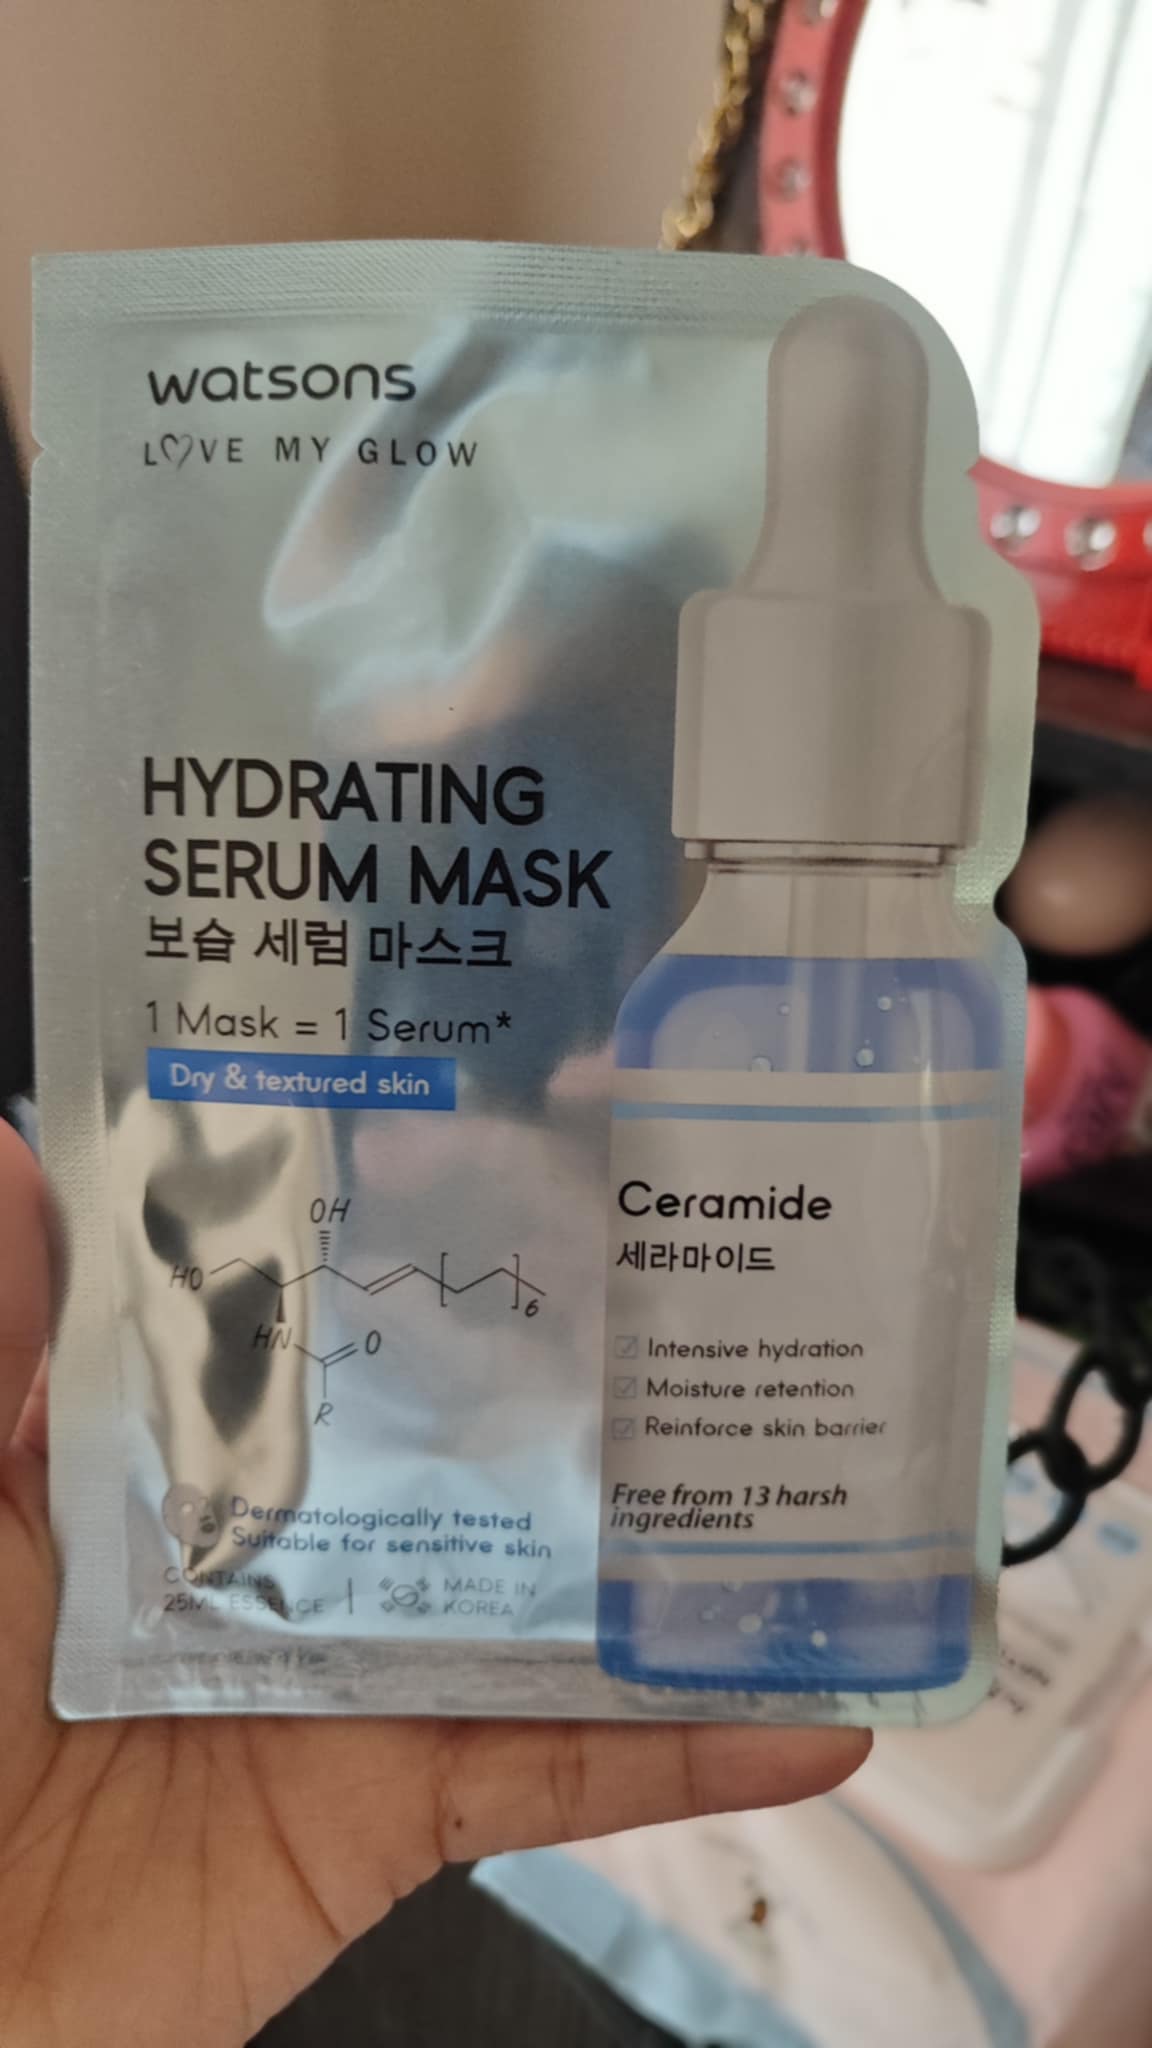 watsons
LOVE MY GLOW
HYDRATING
SERUM MASK
보습 세럼 마스크
1 Mask = 1 Serum*
Dry & textured skin
OH
HO
6
HN
O
R
Ceramide
세라마이드
Intensive hydration
Moisture retention
Reinforce skin barrier
Free from 13 harsh
ingredients
Dermatologically tested
Suitable for sensitive skin
CONTAINS
25ML ESSENCE
MADE IN
KOREA